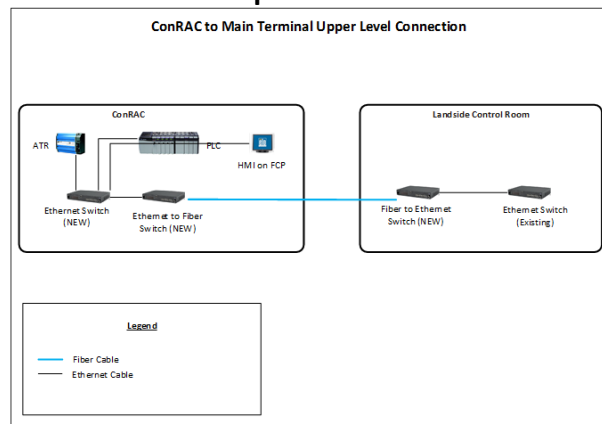 ConRAC to Main Terminal Upper Level Connection
ConRAC
Landside Control Room
ATR
PLC
HMI on FCP
Ethernet Switch
(NEW)
Ethernet to Fiber
Switch (NEW)
Fiber to Ethernet
Switch (NEW)
Ethernet Switch
(Existing)
Legend
Fiber Cable
Ethernet Cable